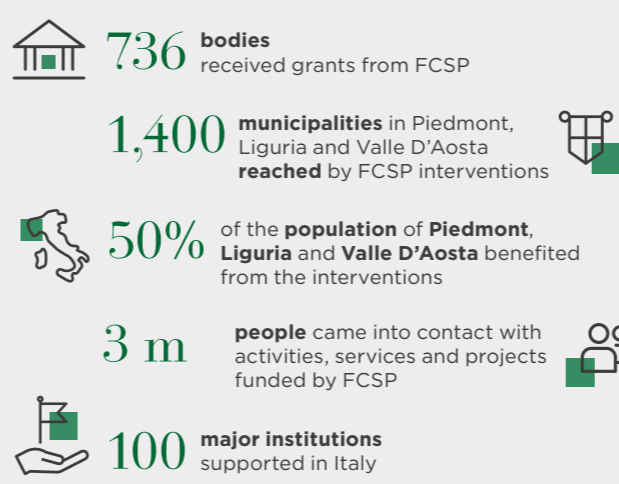 736 bodies
received grants from FCSP
1,400 municipalities in Piedmont,
Liguria and Valle D'Aosta
reached by FCSP interventions
50% of the population of Piedmont,
Liguria and Valle D'Aosta benefited
from the interventions
3 m people came into contact with
activities, services and projects
funded by FCSP
100 major institutions
supported in Italy